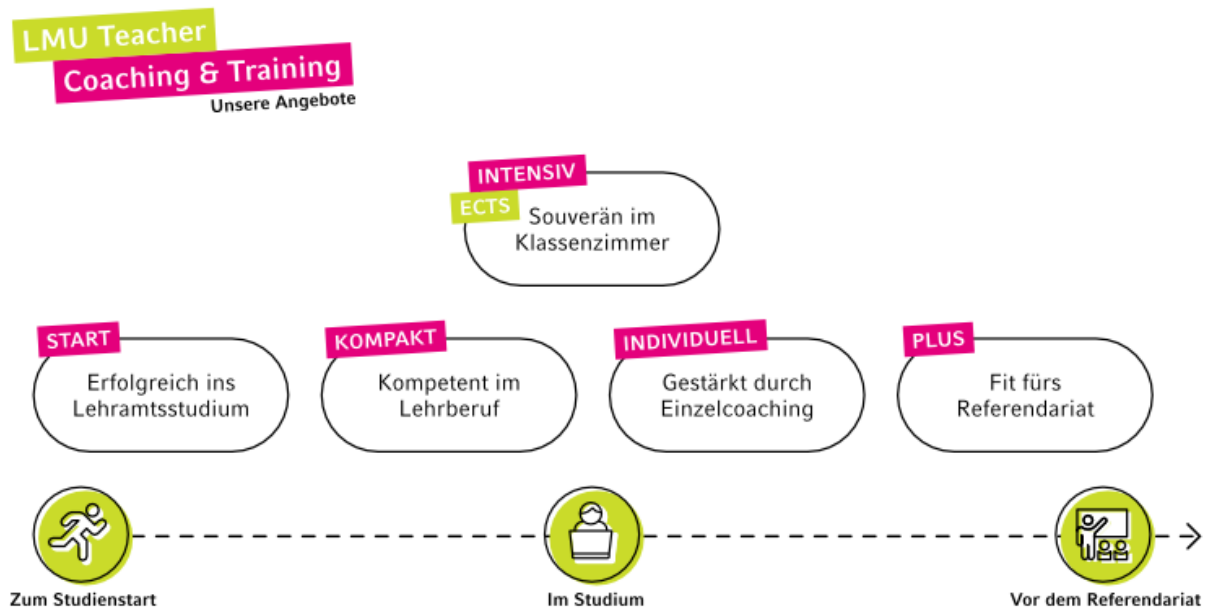 LMU Teacher
Coaching & Training
Unsere Angebote
INTENSIV
ECTS
Souverän im
Klassenzimmer
START
Erfolgreich ins
Lehramtsstudium
KOMPAKT
Kompetent im
Lehrberuf
INDIVIDUELL
Gestärkt durch
Einzelcoaching
PLUS
Fit fürs
Referendariat
Zum Studienstart
Im Studium
Vor dem Referendariat